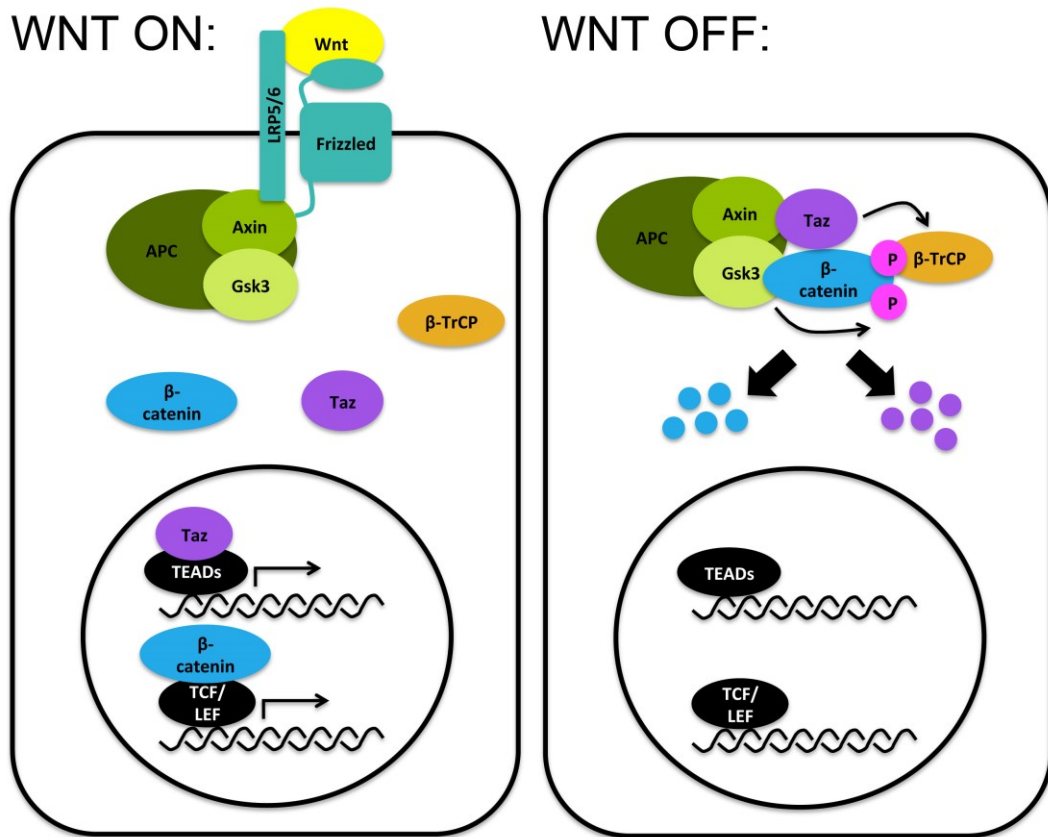 WNT ON:
Wnt
LRP5/6
Frizzled
Axin
APC
Gsk3
β-TrCP
β-
catenin
Taz
Taz
TEADs
β-
catenin
TCF/
LEF
WNT OFF:
Axin
Taz
APC
Gsk3
β-
catenin
P
β-TrCP
P
TEADs
TCF/
LEF